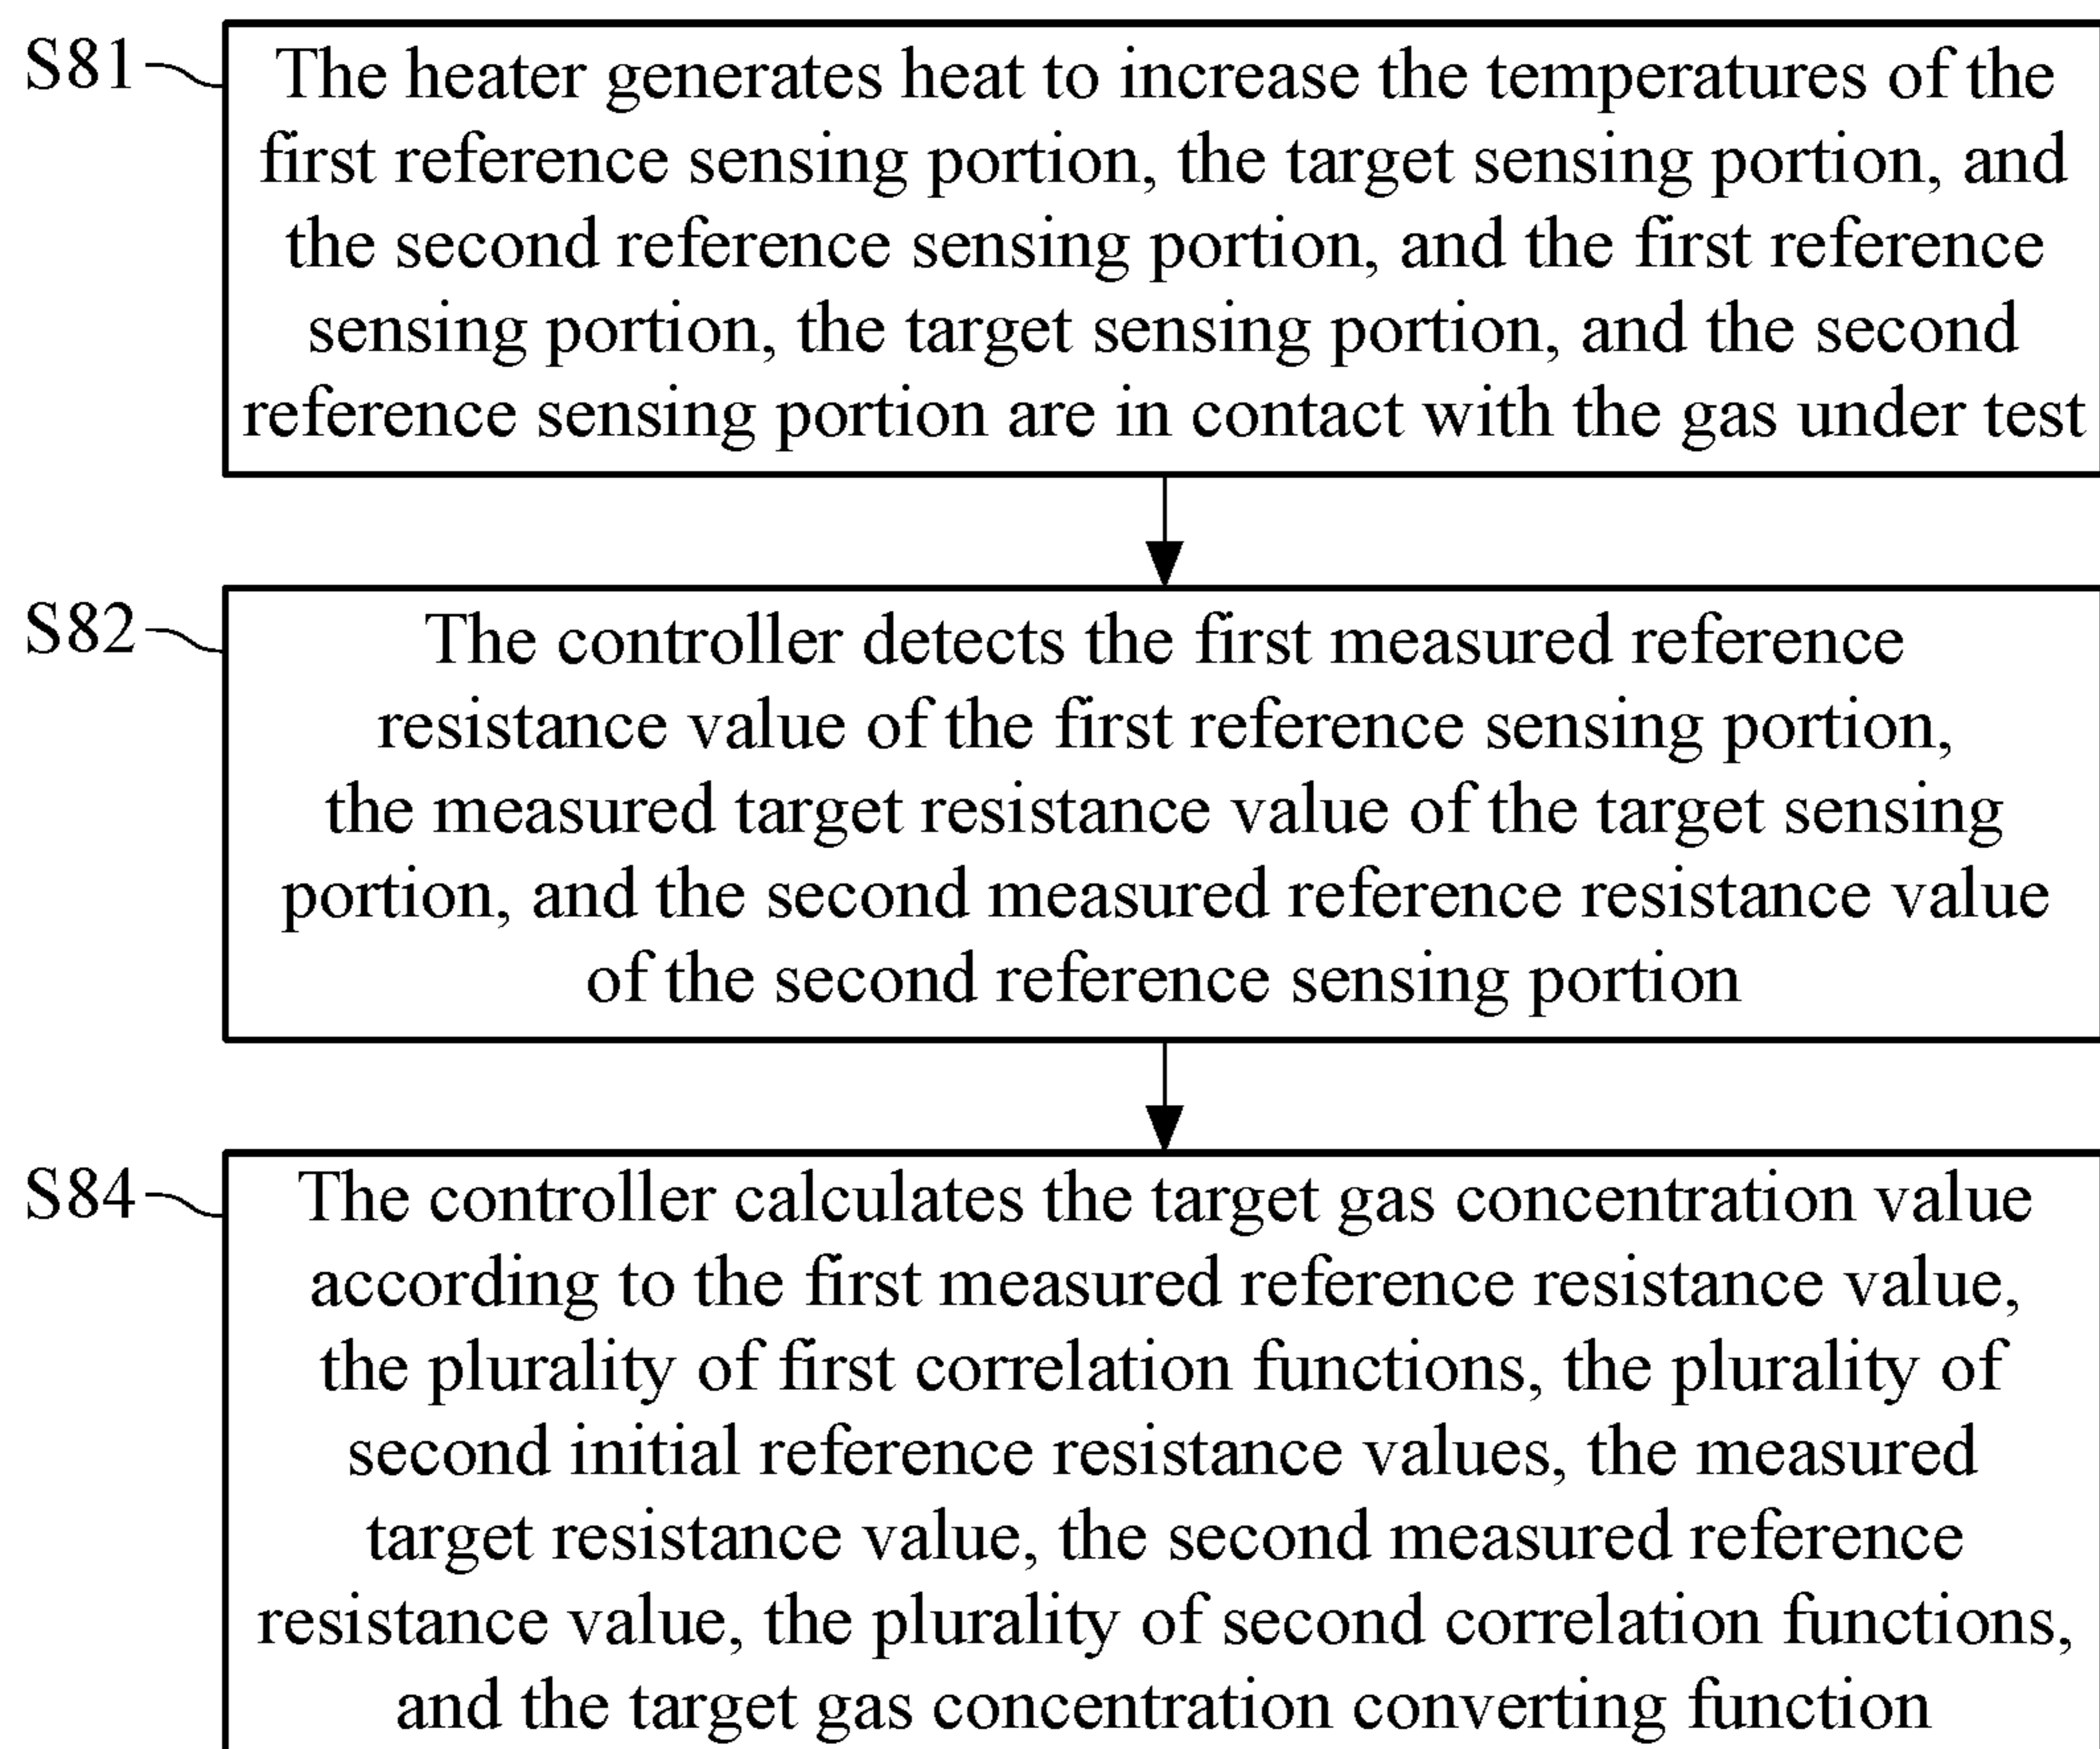 S81
The heater generates heat to increase the temperatures of the
first reference sensing portion, the target sensing portion, and
the second reference sensing portion, and the first reference
sensing portion, the target sensing portion, and the second
reference sensing portion are in contact with the gas under test
S82
The controller detects the first measured reference
resistance value of the first reference sensing portion,
the measured target resistance value of the target sensing
portion, and the second measured reference resistance value
of the second reference sensing portion
S84
The controller calculates the target gas concentration value
according to the first measured reference resistance value,
the plurality of first correlation functions, the plurality of
second initial reference resistance values, the measured
target resistance value, the second measured reference
resistance value, the plurality of second correlation functions,
and the target gas concentration converting function